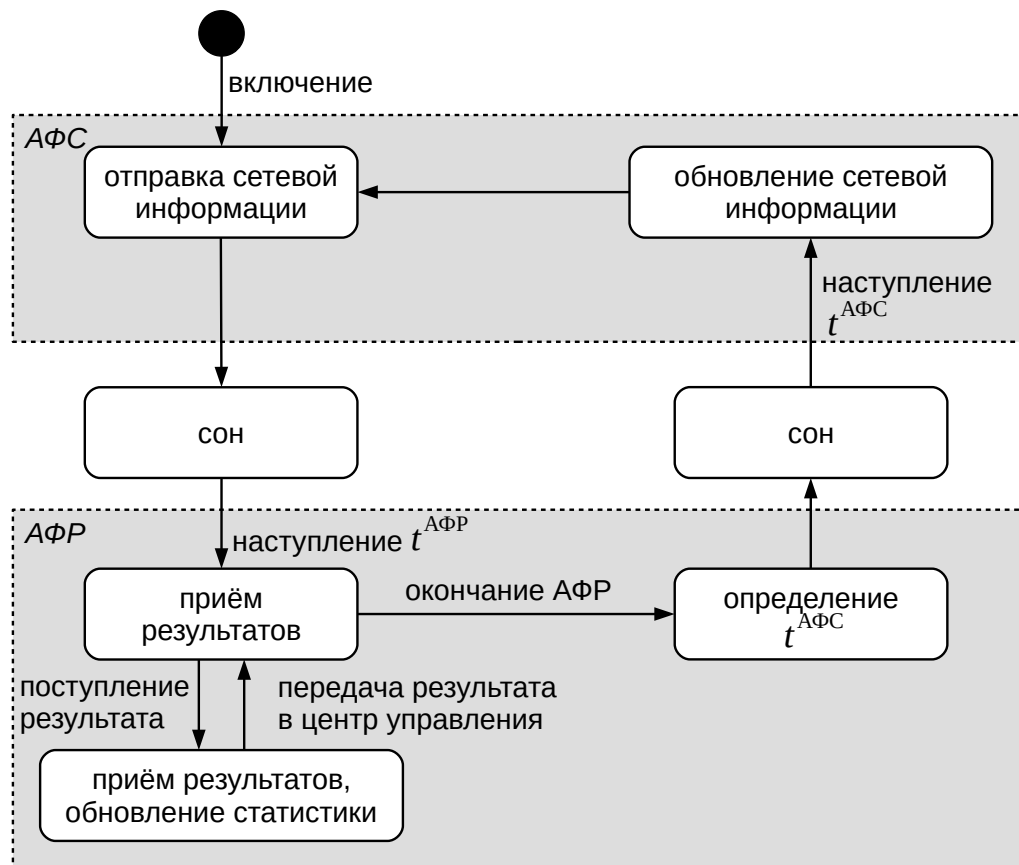 включение
АФС
отправка сетевой
информации
обновление сетевой
информации
наступление
t^АФС
сон
сон
АФР
наступление t^АФР
приём
результатов
окончание АФР
определение
t^АФС
поступление
результата
передача результата
в центр управления
приём результатов,
обновление статистики